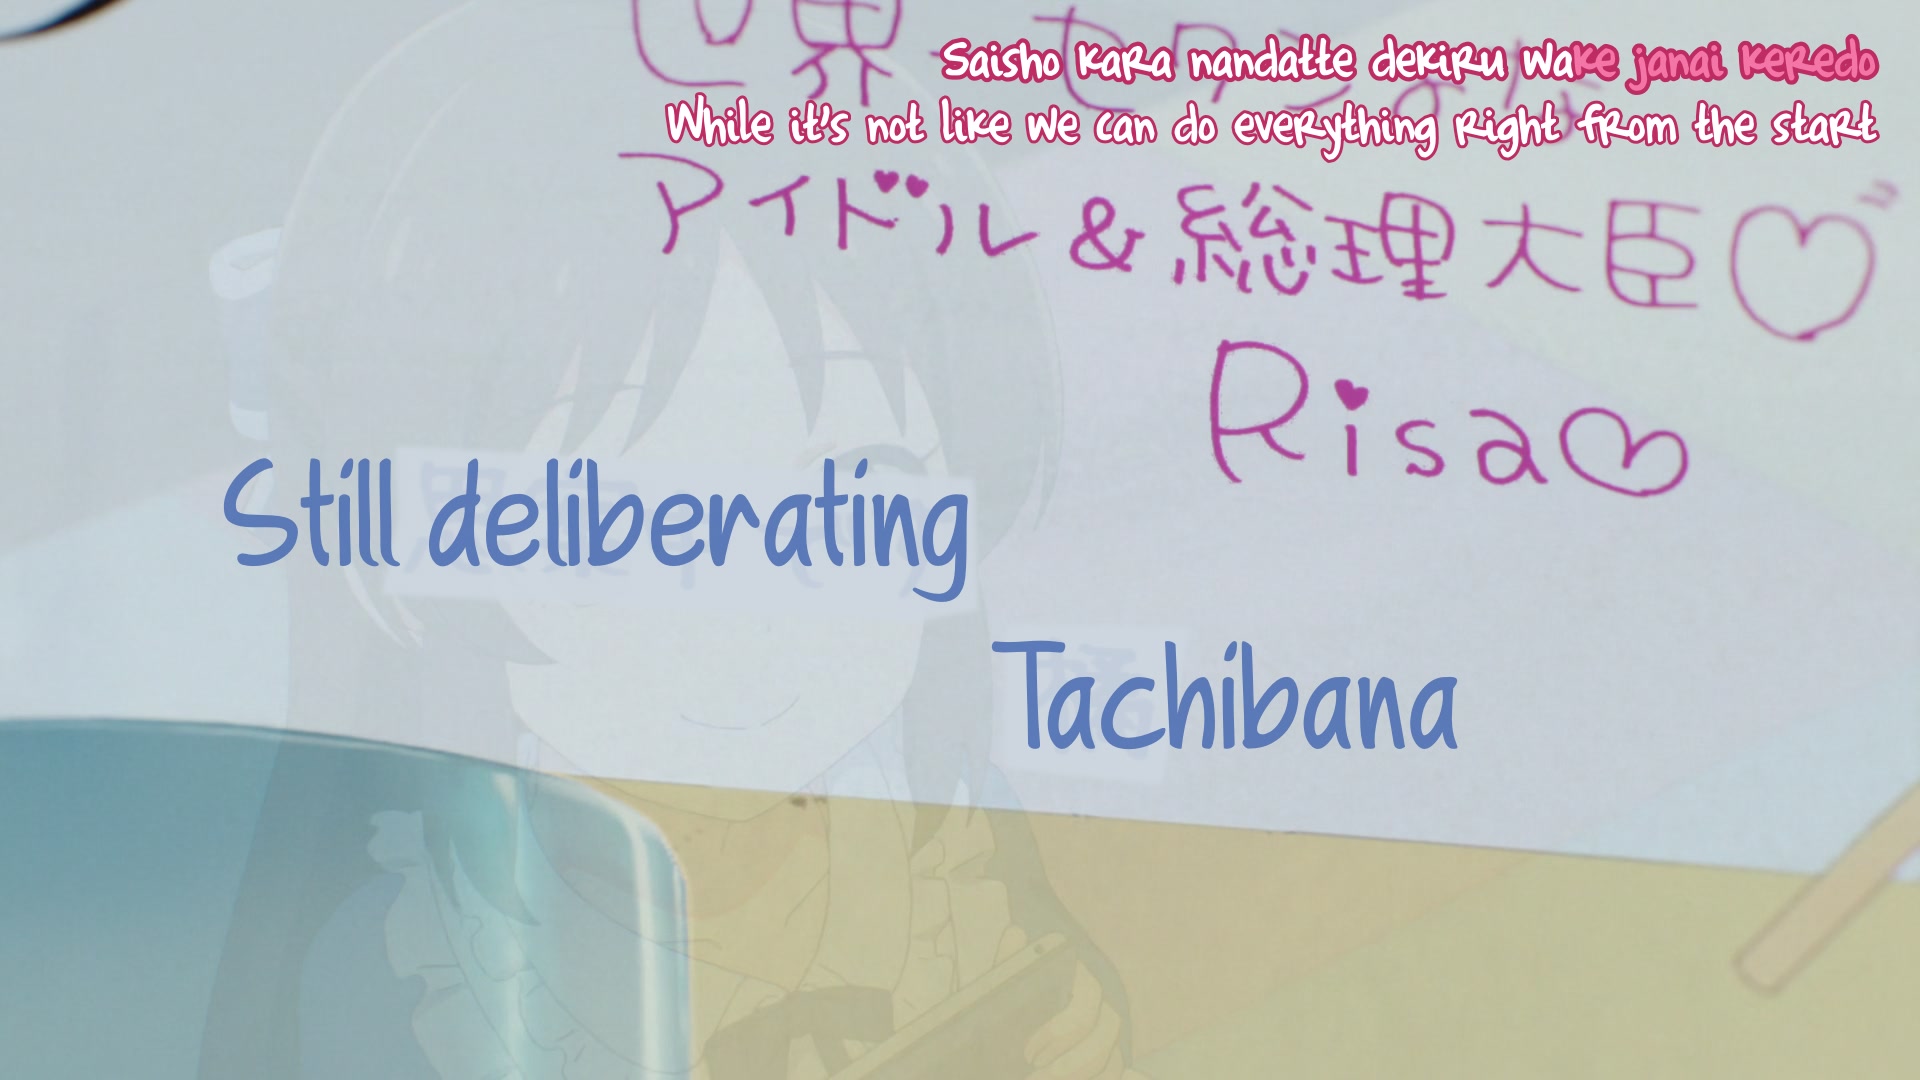 Saisho kara nandatte dekiru wake janai keredo
While it's not like we can do everything right from the start
アイドル&総理大臣♡
Risa♡
Still deliberating
Tachibana